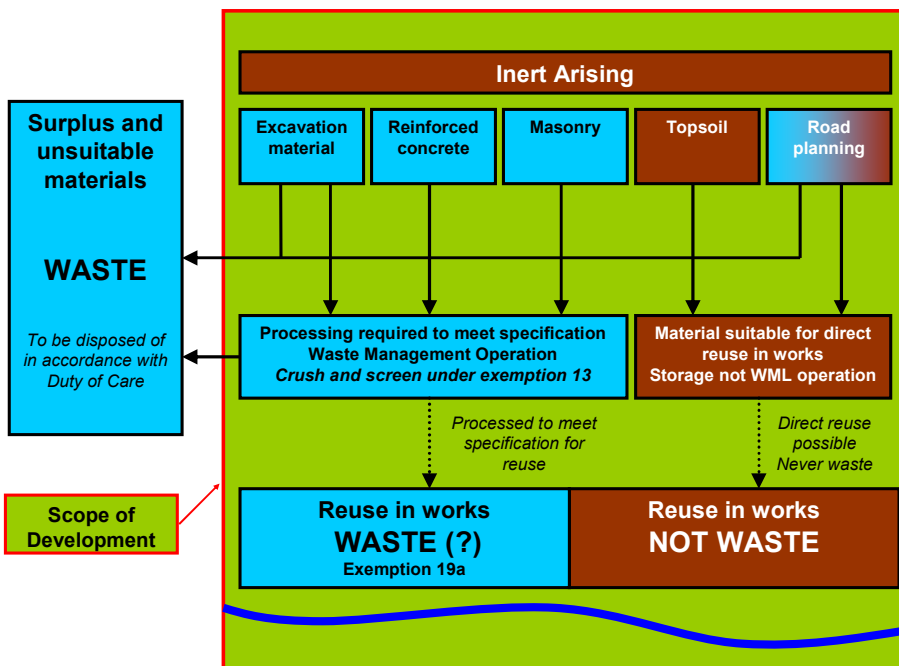 Inert Arising
Surplus and
unsuitable
materials
WASTE
To be disposed of
in accordance with
Duty of Care
Excavation
material
Reinforced
concrete
Masonry
Topsoil
Road
planning
Processing required to meet specification
Waste Management Operation
Crush and screen under exemption 13
Material suitable for direct
reuse in works
Storage not WML operation
Processed to meet
specification for
reuse
Direct reuse
possible
Never waste
Scope of
Development
Reuse in works
WASTE (?)
Exemption 19a
Reuse in works
NOT WASTE